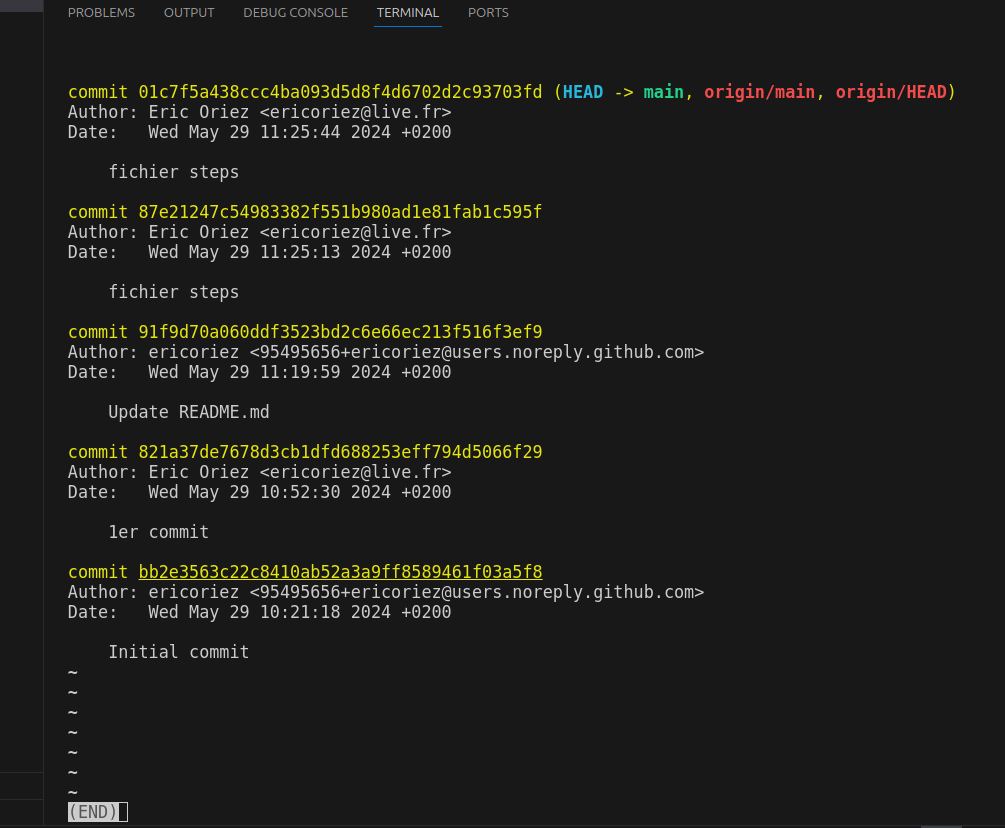 PROBLEMS OUTPUT DEBUG CONSOLE TERMINAL PORTS
commit 01c7f5a438ccc4ba093d5d8f4d6702d2c93703fd (HEAD -> main, origin/main, origin/HEAD)
Author: Eric Oriez <ericoriez@live.fr>
Date:   Wed May 29 11:25:44 2024 +0200
fichier steps
commit 87e21247c54983382f551b980ad1e81fab1c595f
Author: Eric Oriez <ericoriez@live.fr>
Date:   Wed May 29 11:25:13 2024 +0200
fichier steps
commit 91f9d70a060ddf3523bd2c6e66ec213f516f3ef9
Author: ericoriez <95495656+ericoriez@users.noreply.github.com>
Date:   Wed May 29 11:19:59 2024 +0200
Update README.md
commit 821a37de7678d3cb1dfd688253eff794d5066f29
Author: Eric Oriez <ericoriez@live.fr>
Date:   Wed May 29 10:52:30 2024 +0200
1er commit
commit bb2e3563c22c8410ab52a3a9ff8589461f03a5f8
Author: ericoriez <95495656+ericoriez@users.noreply.github.com>
Date:   Wed May 29 10:21:18 2024 +0200
Initial commit
~
~
~
~
~
~
~
(END)